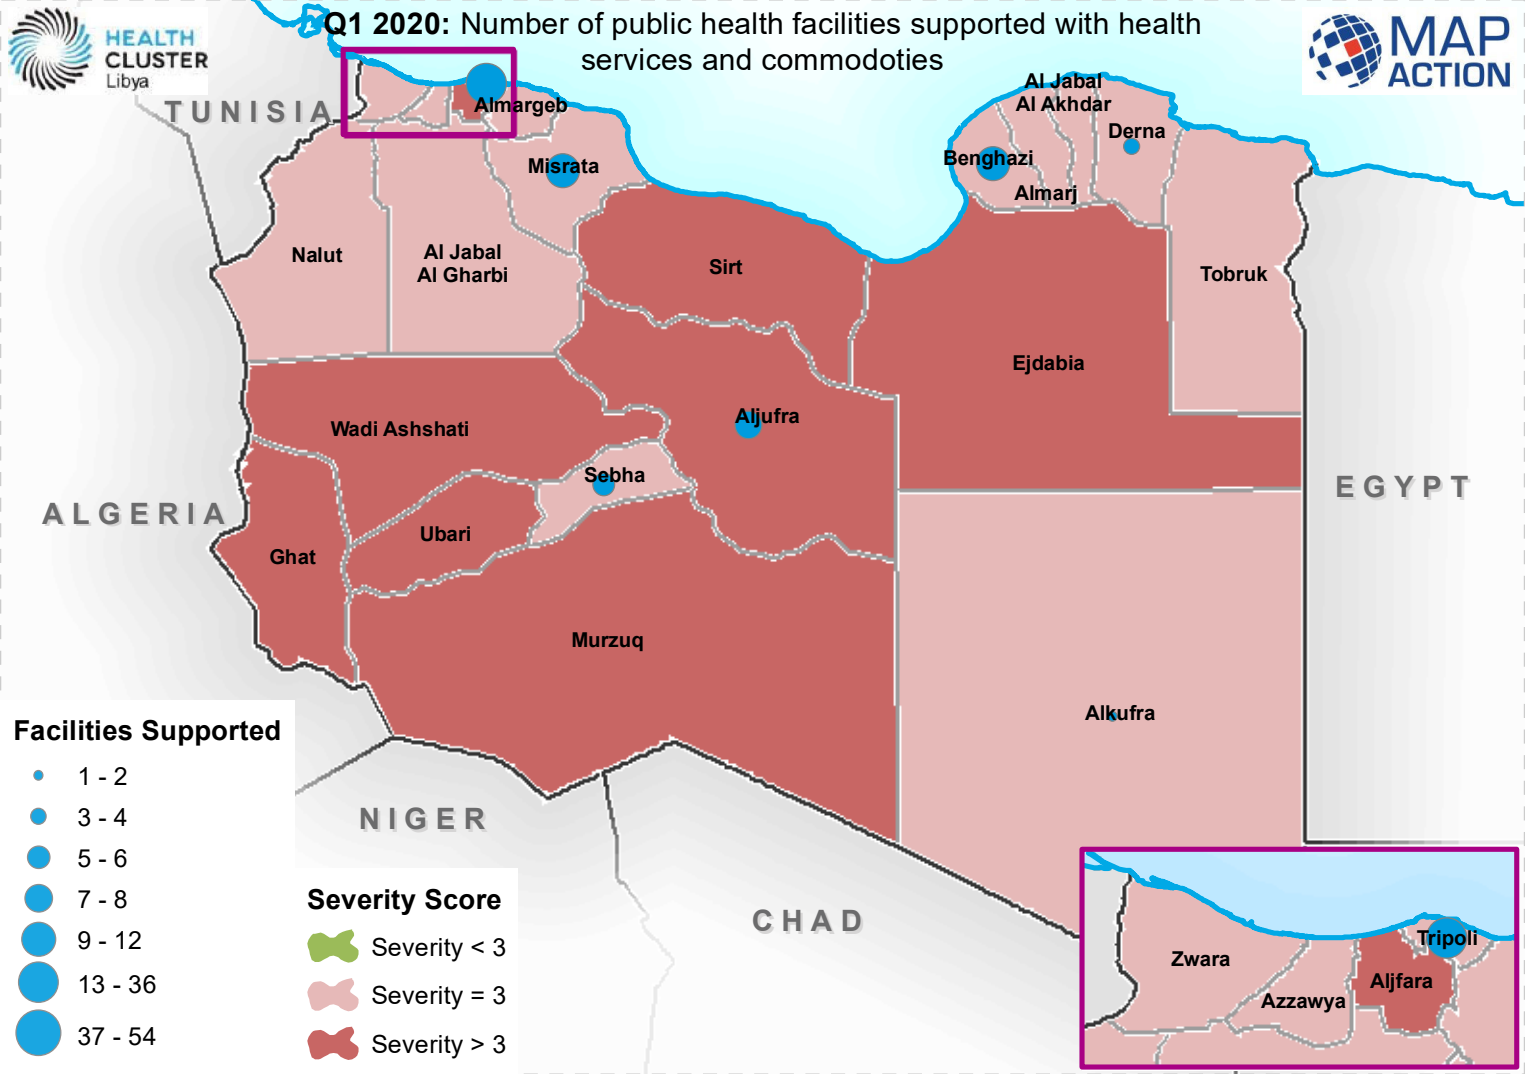 HEALTH
CLUSTER
Libya
Q1 2020: Number of public health facilities supported with health
services and commodoties
MAP
ACTION
TUNISIA
Almargeb
Misrata
Al Jabal
Al Akhdar
Derna
Benghazi
Almarj
Nalut
Al Jabal
Al Gharbi
Sirt
Tobruk
Ejdabia
Wadi Ashshati
Aljufra
Sebha
ALGERIA
EGYPT
Ubari
Ghat
Murzuq
Alkufra
NIGER
CHAD
Facilities Supported
1 - 2
3 - 4
5 - 6
7 - 8
9 - 12
13 - 36
37 - 54
Severity Score
Severity < 3
Severity = 3
Severity > 3
Tripoli
Zwara
Aljfara
Azzawya